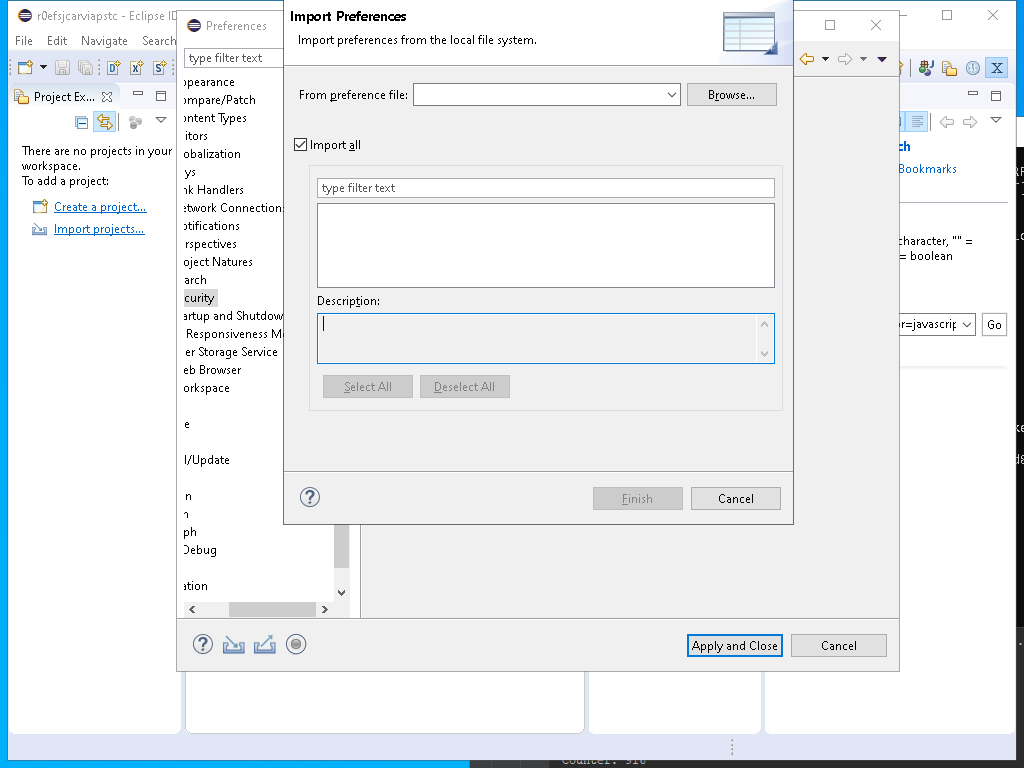 r0efsjcarviapstc - Eclipse ID
File Edit Navigate Search
Project Ex...
There are no projects in your
workspace.
To add a project:
Create a project...
Import projects...
Preferences
type filter text
ppearance
ompare/Patch
ontent Types
itors
obalization
ys
nk Handlers
etwork Connection
otifications
rspectives
oject Natures
arch
curity
artup and Shutdow
Responsiveness M
er Storage Service
eb Browser
orkspace
e
l/Update
n
n
ph
Debug
ation
Apply and Close
Cancel
Import Preferences
Import preferences from the local file system.
From preference file:
Browse...
Import all
type filter text
Description:
Select All
Deselect All
Finish
Cancel
ch
Bookmarks
character, "" =
= boolean
or=javascrip
Go
Counter: 910